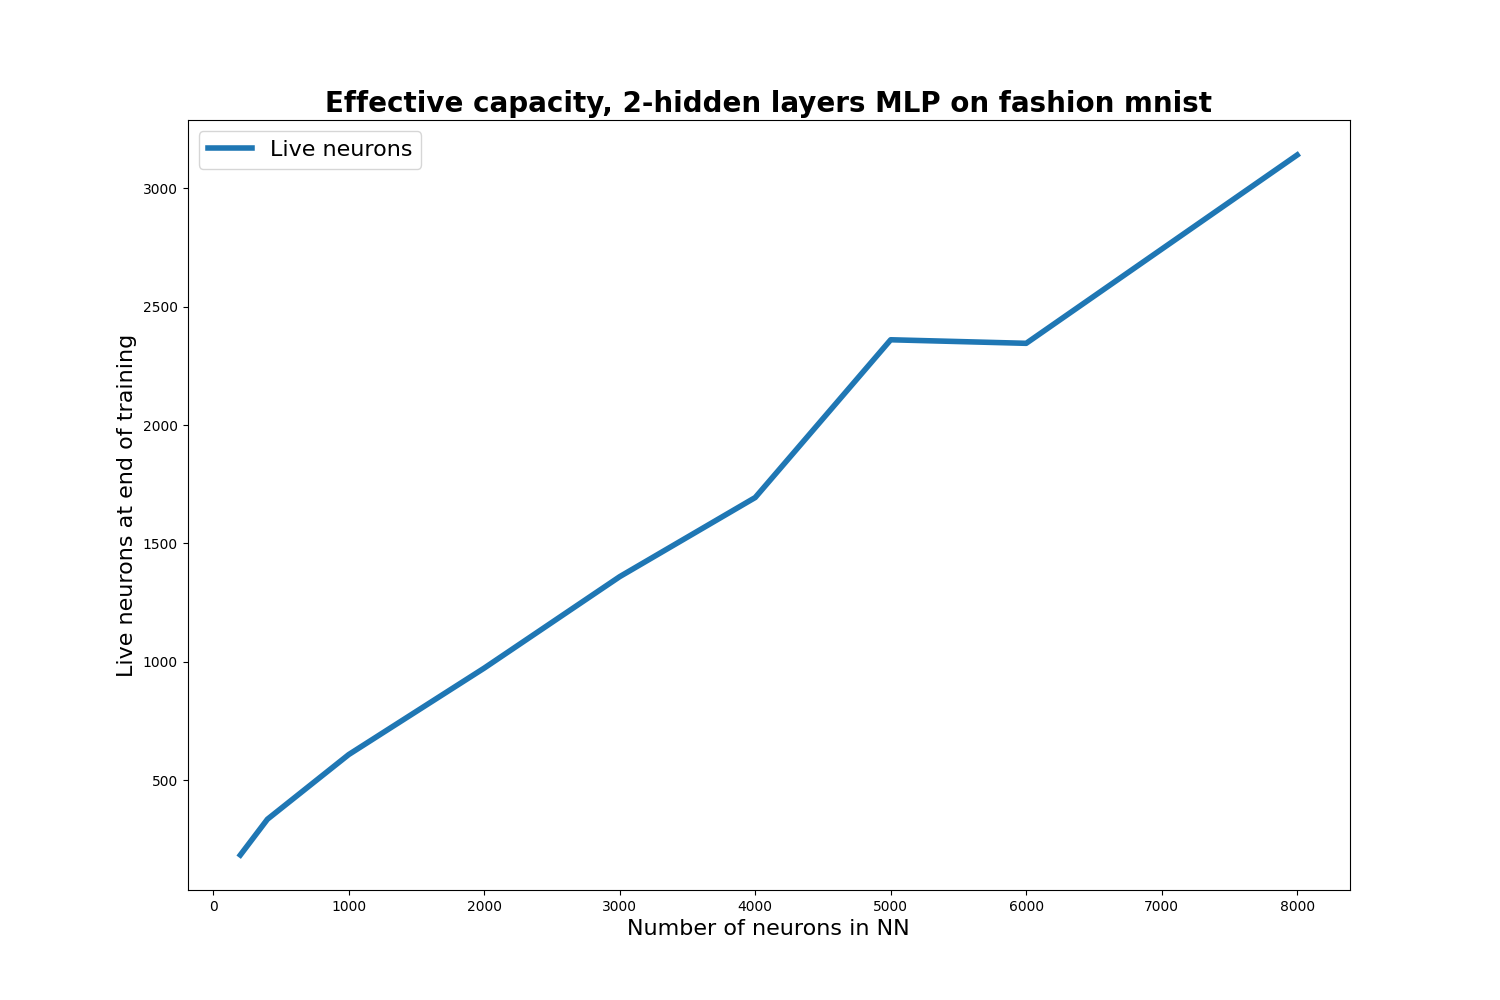 Effective capacity, 2-hidden layers MLP on fashion mnist
Live neurons
3000
2500
2000
1500
1000
500
Live neurons at end of training
0 1000 2000 3000 4000 5000 6000 7000 8000
Number of neurons in NN